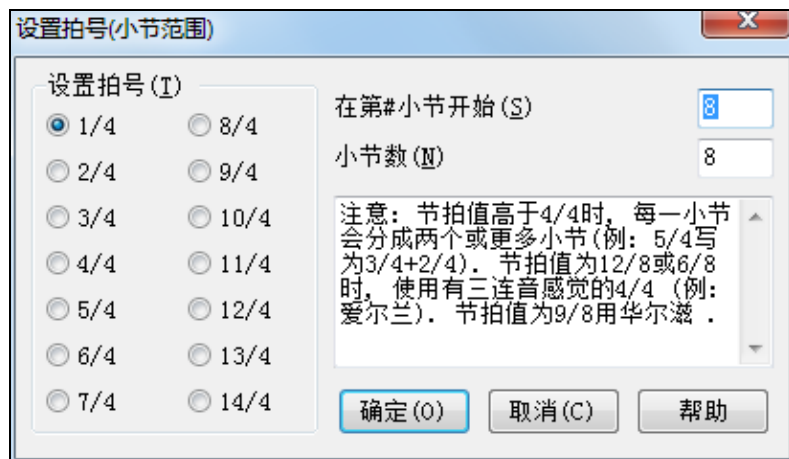 设置拍号(小节范围)
设置拍号(T)
1/4 8/4
2/4 9/4
3/4 10/4
4/4 11/4
5/4 12/4
6/4 13/4
7/4 14/4
在第#小节开始(S) 8
小节数(N) 8
注意: 节拍值高于4/4时, 每一小节
会分成两个或更多小节(例: 5/4写
为3/4+2/4). 节拍值为12/8或6/8
时, 使用有三连音感觉的4/4 (例:
爱尔兰). 节拍值为9/8用华尔滋 .
确定(O) 取消(C) 帮助